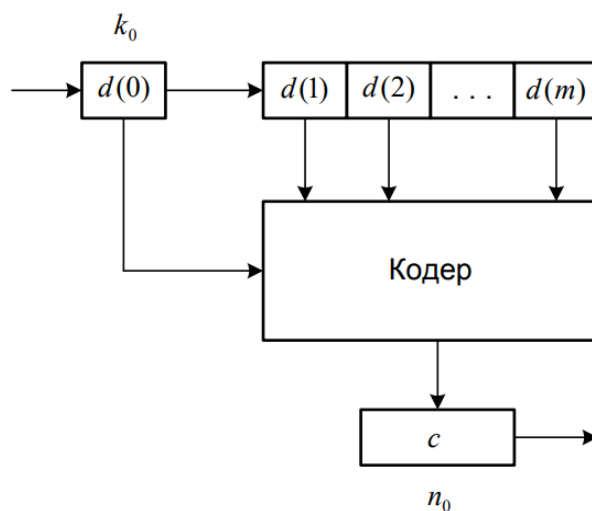 k₀
d(0) d(1) d(2) . . . d(m)
Кодер
c
n₀